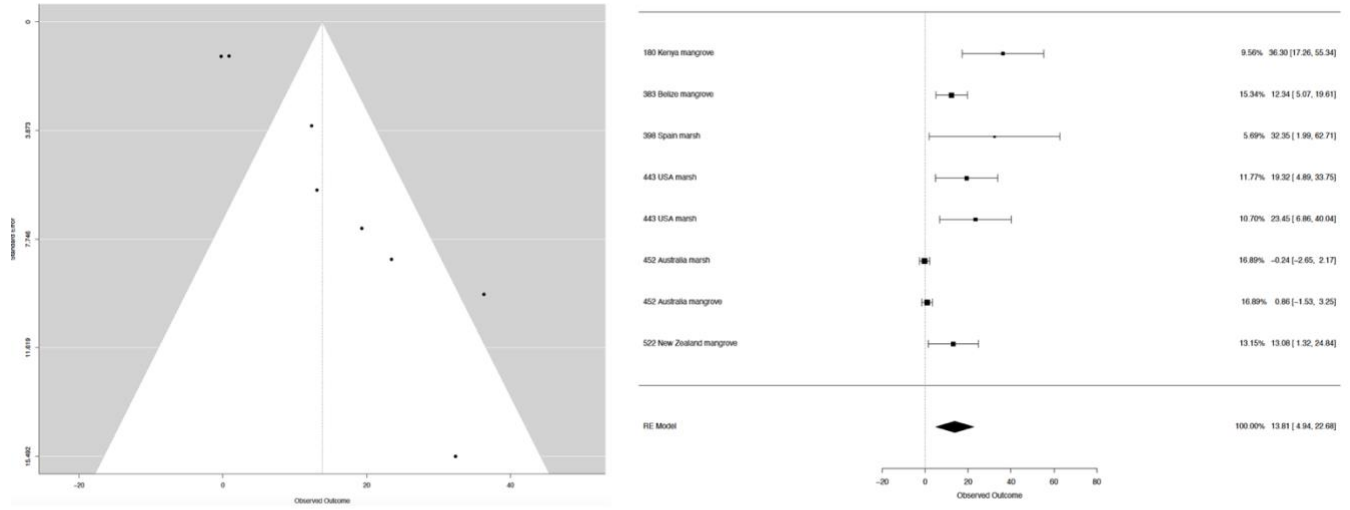 0
3.873
7.746
11.619
15.492
Standard Error
−20
0
20
40
Observed Outcome
180 Kenya mangrove 9.56% 36.30 [17.26, 55.34]
383 Belize mangrove 15.34% 12.34 [ 5.07, 19.61]
398 Spain marsh 5.69% 32.35 [ 1.99, 62.71]
443 USA marsh 11.77% 19.32 [ 4.89, 33.75]
443 USA marsh 10.70% 23.45 [ 6.86, 40.04]
452 Australia marsh 16.89% −0.24 [−2.65, 2.17]
452 Australia mangrove 16.89% 0.86 [−1.53, 3.25]
522 New Zealand mangrove 13.15% 13.08 [ 1.32, 24.84]
RE Model 100.00% 13.81 [ 4.94, 22.68]
−20 0 20 40 60 80
Observed Outcome